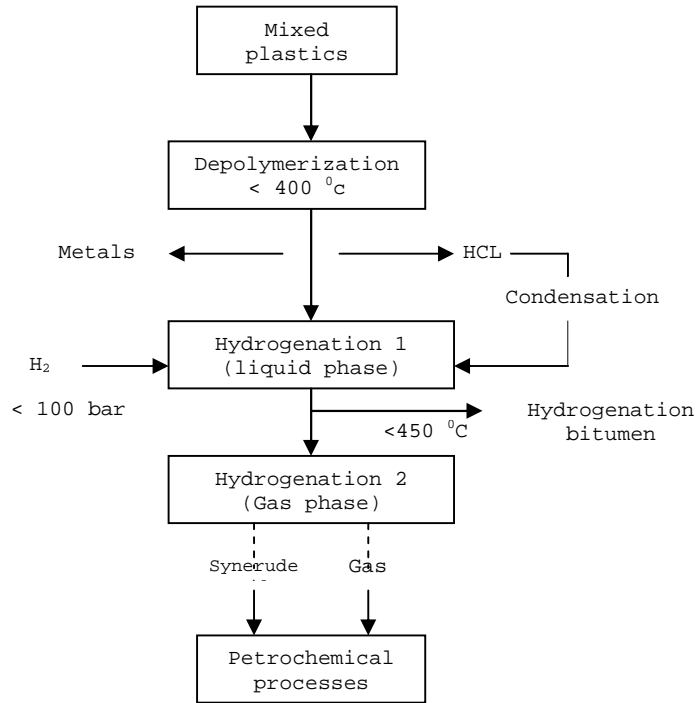 Mixed
plastics
Depolymerization
< 400 ⁰c
Metals
HCL
Condensation
Hydrogenation 1
(liquid phase)
H₂
< 100 bar
<450 ⁰C
Hydrogenation
bitumen
Hydrogenation 2
(Gas phase)
Synerude
Gas
Petrochemical
processes